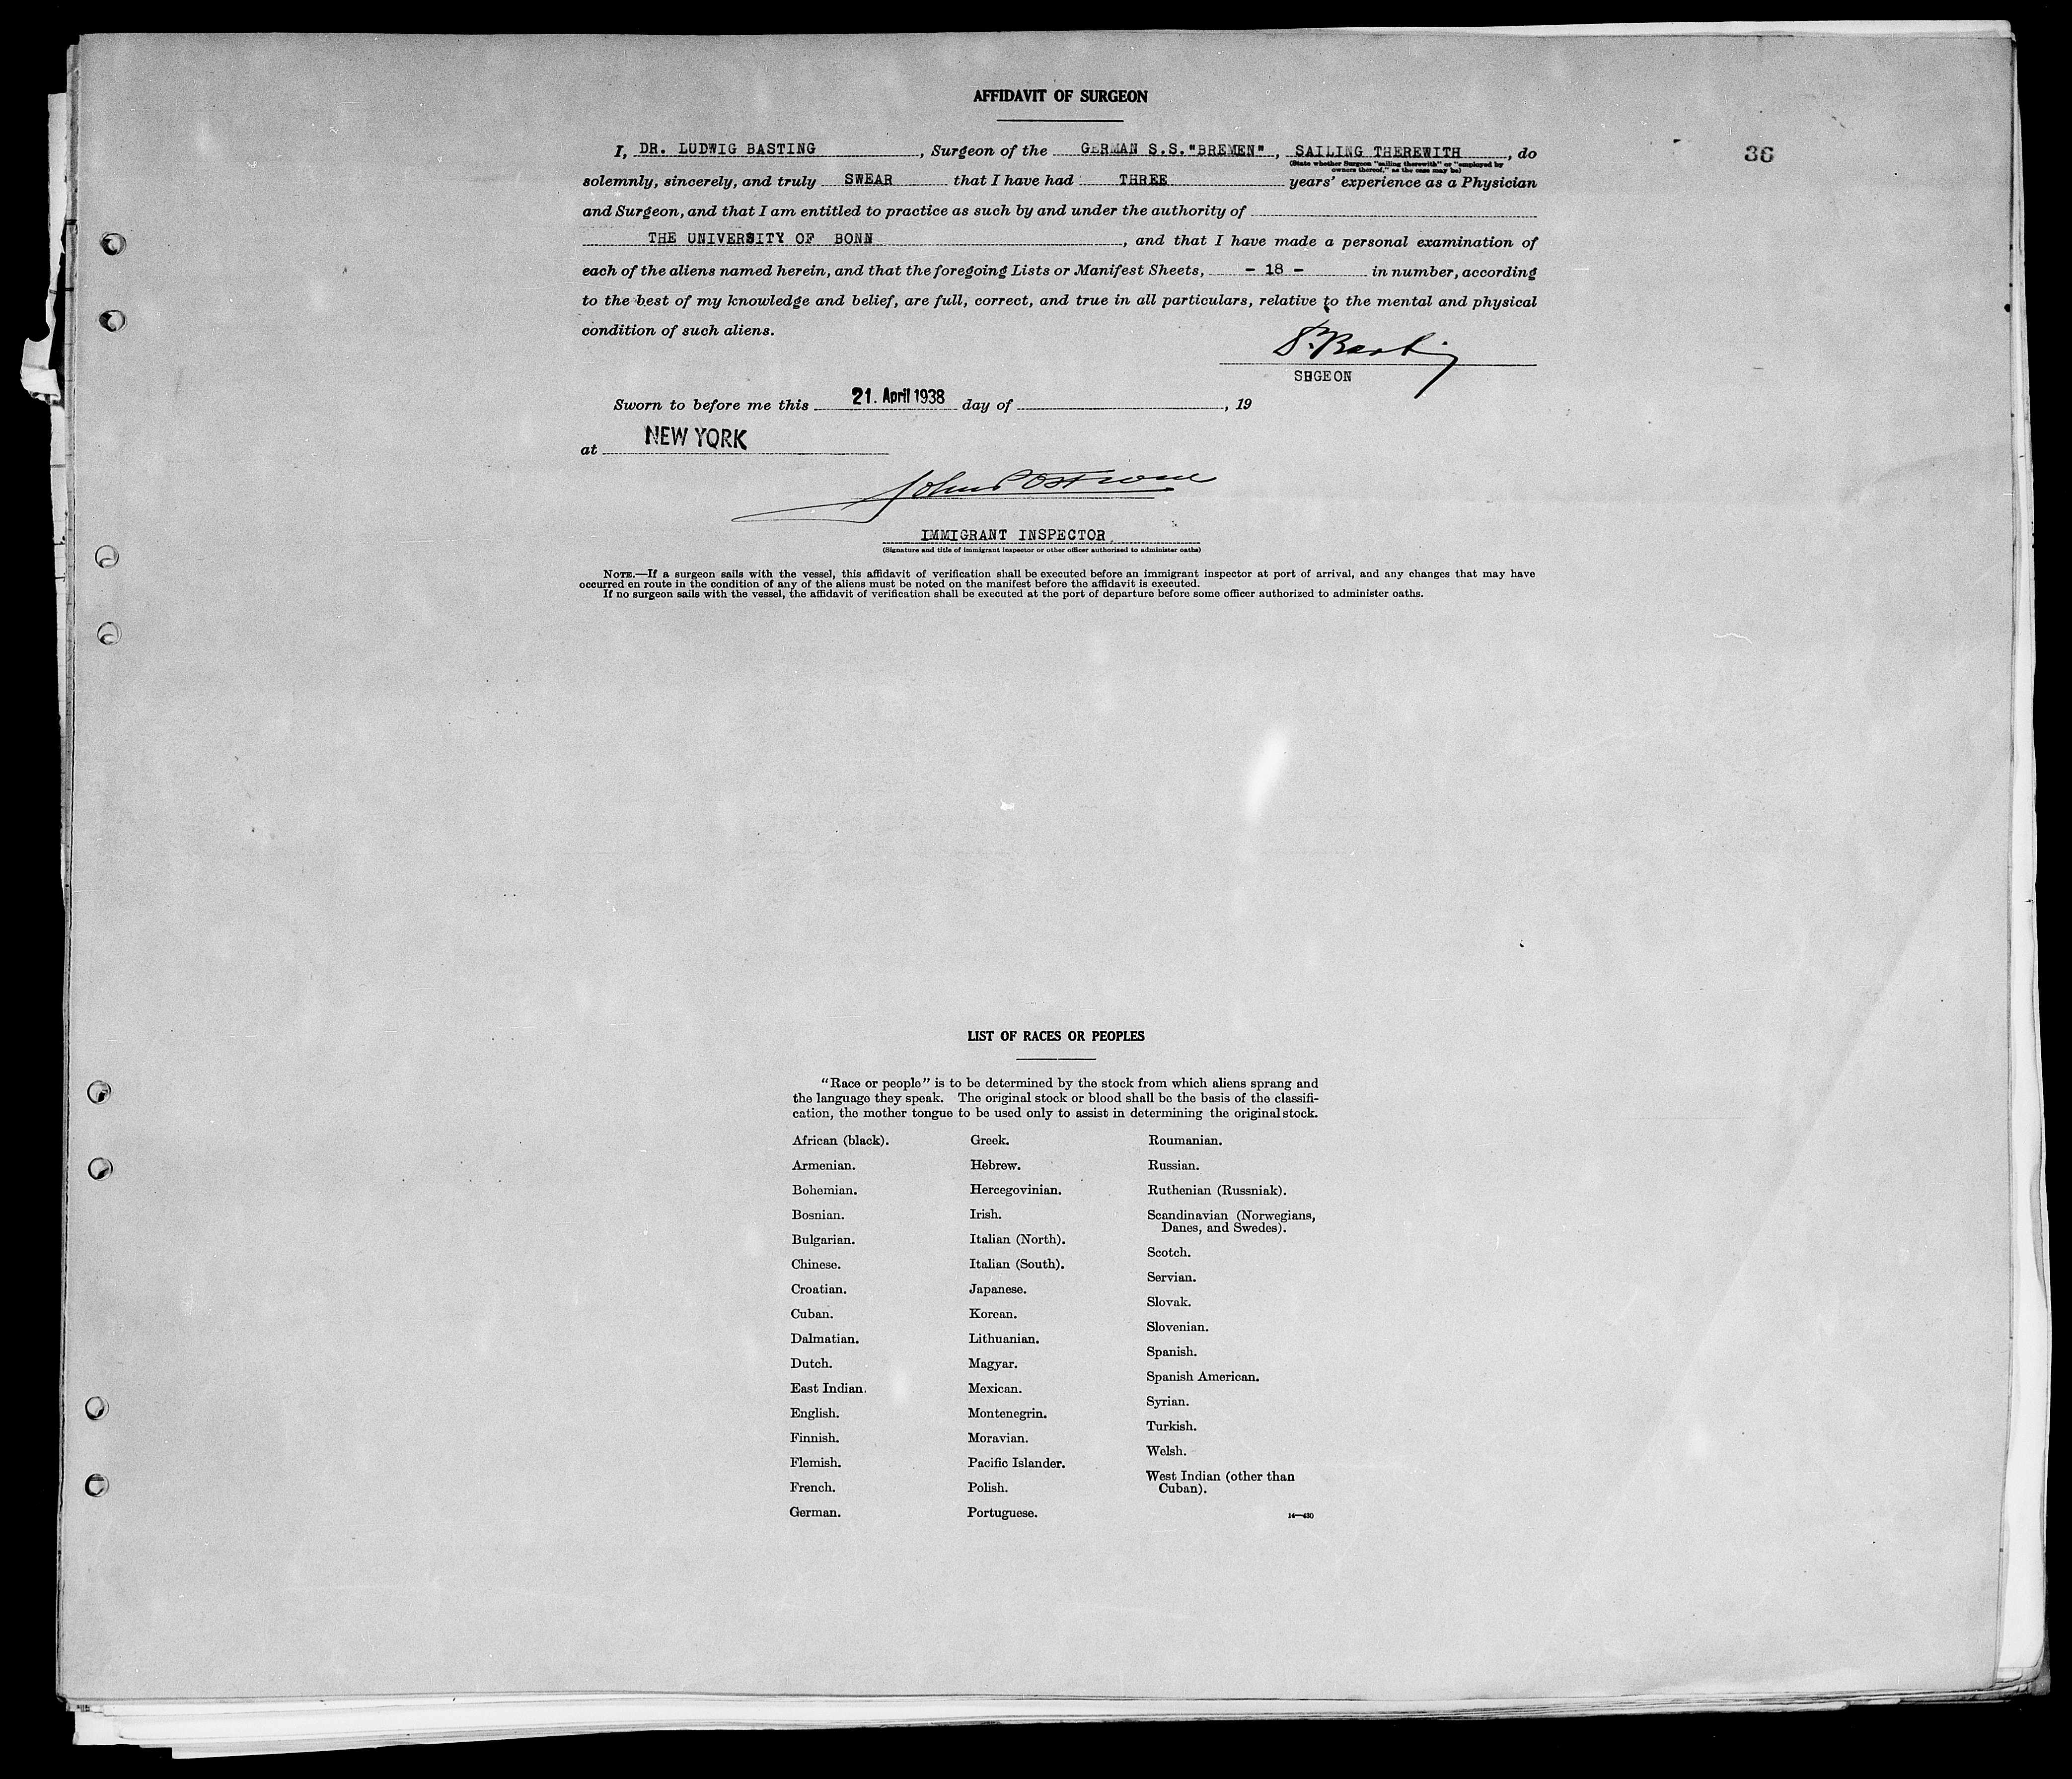 AFFIDAVIT OF SURGEON
36
I, DR. LUDWIG BASTING, Surgeon of the GERMAN S.S."BREMEN", SAILING THEREWITH, do
(State whether Surgeon "sailing therewith" or "employed by
owners thereof," as the case may be)
solemnly, sincerely, and truly SWEAR that I have had THREE years' experience as a Physician
and Surgeon, and that I am entitled to practice as such by and under the authority of
THE UNIVERSITY OF BONN, and that I have made a personal examination of
each of the aliens named herein, and that the foregoing Lists or Manifest Sheets, - 18 - in number, according
to the best of my knowledge and belief, are full, correct, and true in all particulars, relative to the mental and physical
condition of such aliens.
Basting
Sworn to before me this 21. April 1938 day of , 19
at NEW YORK
IMMIGRANT INSPECTOR
(Signature and title of immigrant inspector or other officer authorized to administer oaths)
NOTE.—If a surgeon sails with the vessel, this affidavit of verification shall be executed before an immigrant inspector at port of arrival, and any changes that may have
occurred en route in the condition of any of the aliens must be noted on the manifest before the affidavit is executed.
If no surgeon sails with the vessel, the affidavit of verification shall be executed at the port of departure before some officer authorized to administer oaths.
LIST OF RACES OR PEOPLES
"Race or people" is to be determined by the stock from which aliens sprang and
the language they speak. The original stock or blood shall be the basis of the classifi-
cation, the mother tongue to be used only to assist in determining the original stock.
African (black).
Armenian.
Bohemian.
Bosnian.
Bulgarian.
Chinese.
Croatian.
Cuban.
Dalmatian.
Dutch.
East Indian.
English.
Finnish.
Flemish.
French.
German.
Greek.
Hebrew.
Hercegovinian.
Irish.
Italian (North).
Italian (South).
Japanese.
Korean.
Lithuanian.
Magyar.
Mexican.
Montenegrin.
Moravian.
Pacific Islander.
Polish.
Portuguese.
Roumanian.
Russian.
Ruthenian (Russniak).
Scandinavian (Norwegians,
Danes, and Swedes).
Scotch.
Servian.
Slovak.
Slovenian.
Spanish.
Spanish American.
Syrian.
Turkish.
Welsh.
West Indian (other than
Cuban).
14—430